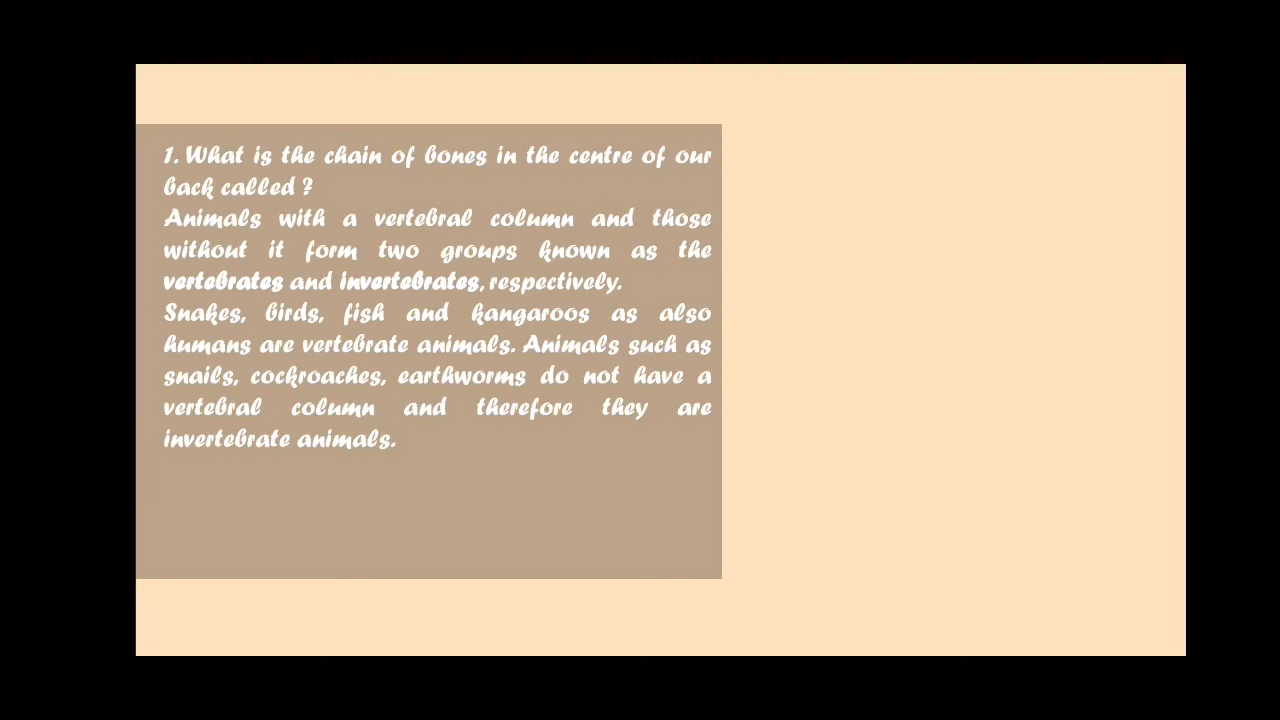 1. What is the chain of bones in the centre of our
back called ?
Animals with a vertebral column and those
without it form two groups known as the
vertebrates and invertebrates, respectively.
Snakes, birds, fish and kangaroos as also
humans are vertebrate animals. Animals such as
snails, cockroaches, earthworms do not have a
vertebral column and therefore they are
invertebrate animals.